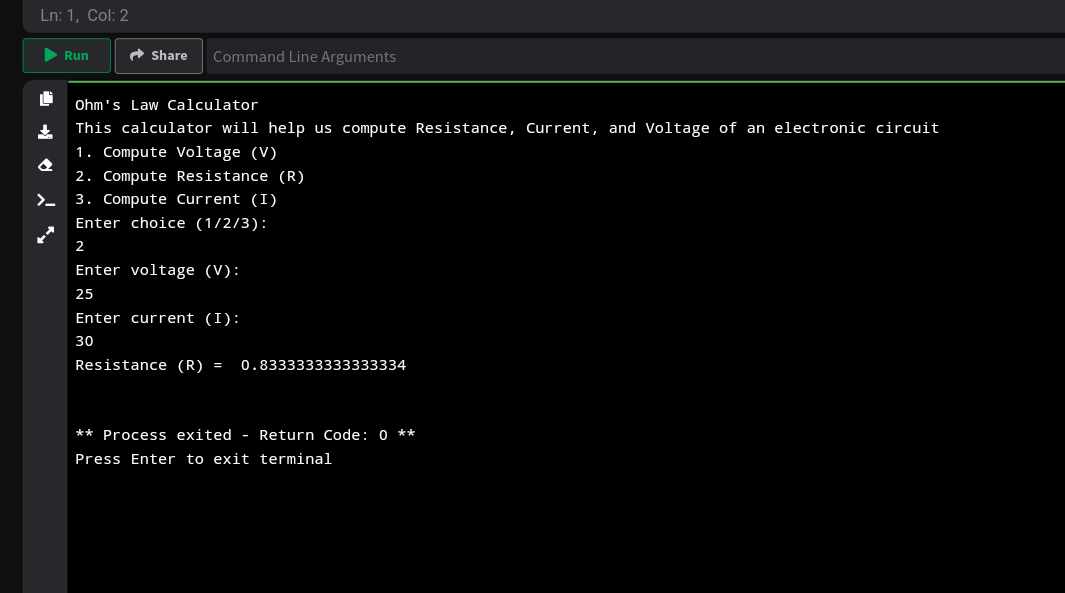 Ln: 1, Col: 2
Run Share Command Line Arguments
Ohm's Law Calculator
This calculator will help us compute Resistance, Current, and Voltage of an electronic circuit
1. Compute Voltage (V)
2. Compute Resistance (R)
3. Compute Current (I)
Enter choice (1/2/3):
2
Enter voltage (V):
25
Enter current (I):
30
Resistance (R) =  0.8333333333333334
** Process exited - Return Code: 0 **
Press Enter to exit terminal